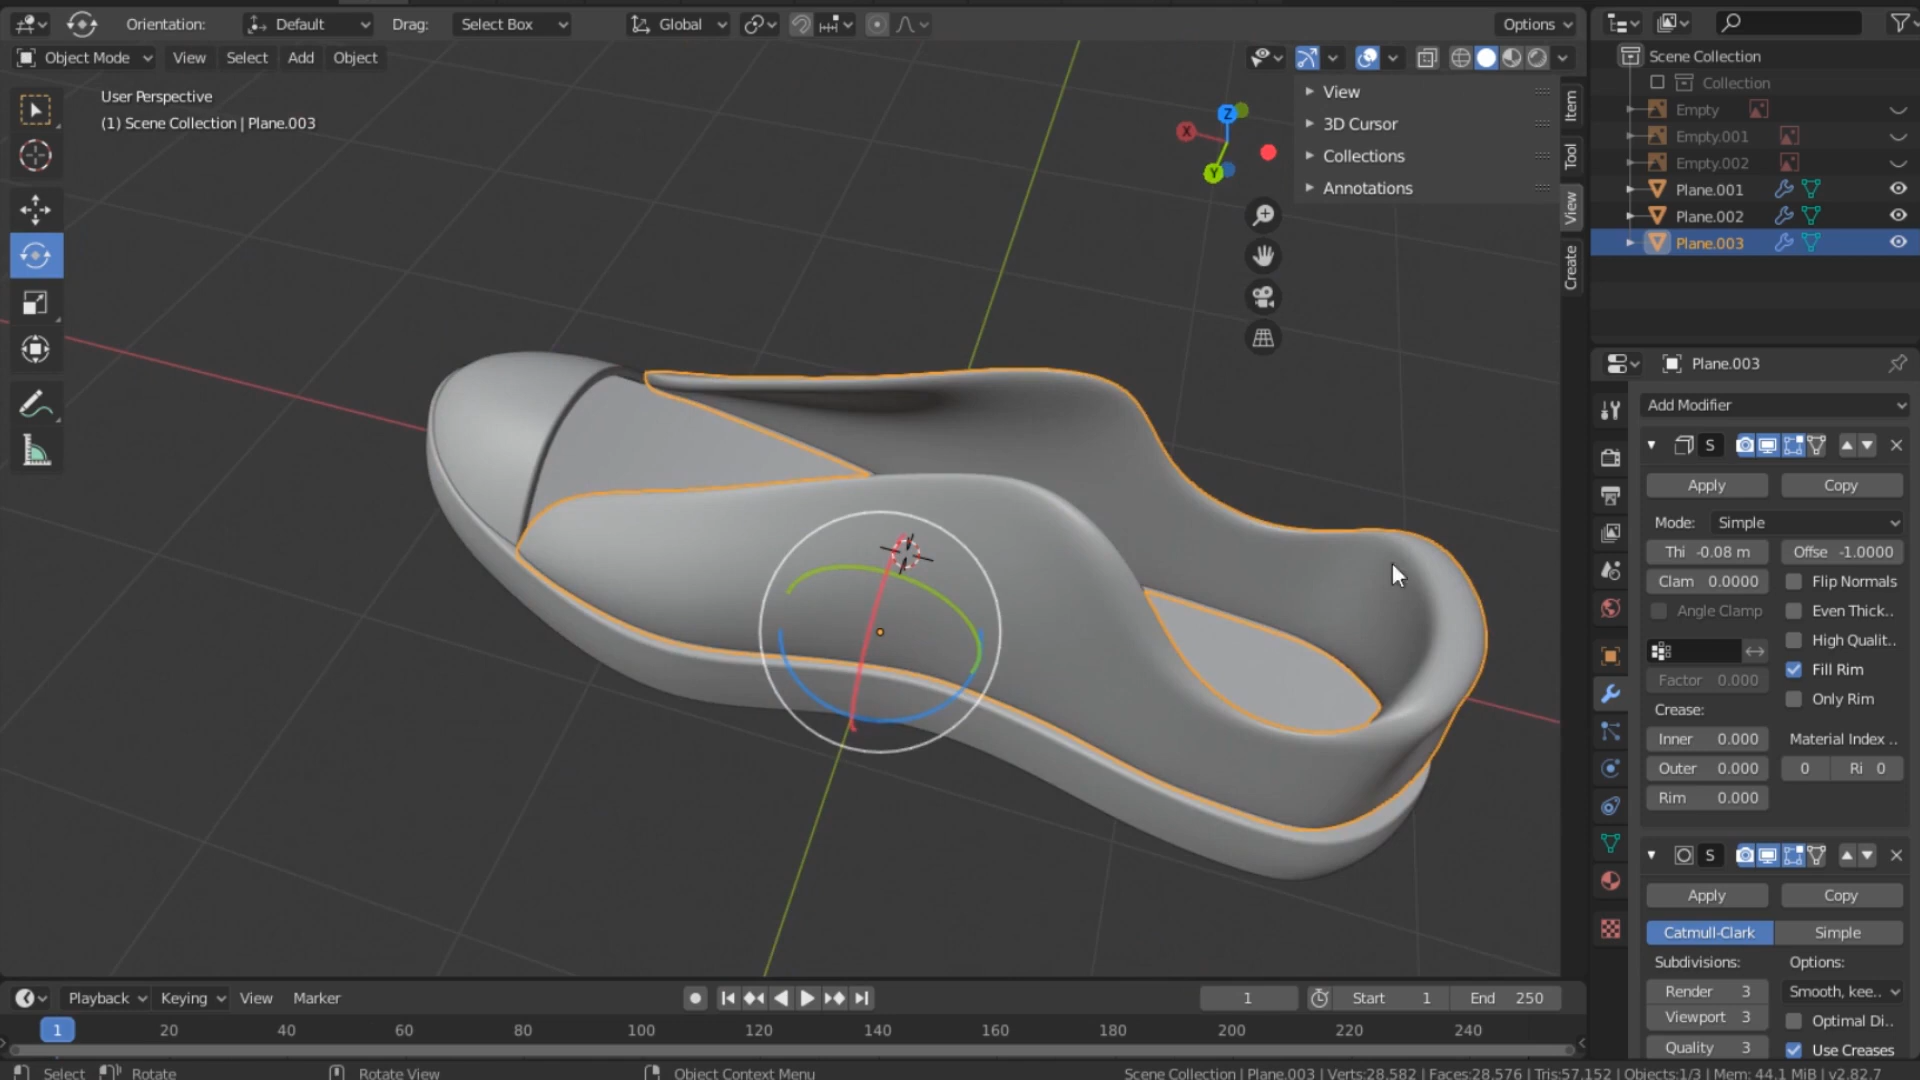 Orientation: Default Drag: Select Box Global Options
Object Mode View Select Add Object
User Perspective
(1) Scene Collection | Plane.003
X
Z
Y
View
3D Cursor
Collections
Annotations
Item
Tool
View
Create
Scene Collection
Collection
Empty
Empty.001
Empty.002
Plane.001
Plane.002
Plane.003
Plane.003
Add Modifier
S
Apply Copy
Mode: Simple
Thi -0.08 m Offse -1.0000
Clam 0.0000 Flip Normals
Angle Clamp Even Thick..
High Qualit..
Fill Rim
Factor 0.000 Only Rim
Crease:
Inner 0.000 Material Index ..
Outer 0.000 0 Ri 0
Rim 0.000
S
Apply Copy
Catmull-Clark Simple
Subdivisions: Options:
Render 3 Smooth, kee..
Viewport 3 Optimal Di..
Quality 3 Use Creases
Playback Keying View Marker 1 Start 1 End 250
1 20 40 60 80 100 120 140 160 180 200 220 240
Select Rotate Rotate View Object Context Menu Scene Collection | Plane.003 | Verts:28,582 | Faces:28,576 | Tris:57,152 | Objects:1/3 | Mem: 44.1 MiB | v2.82.7